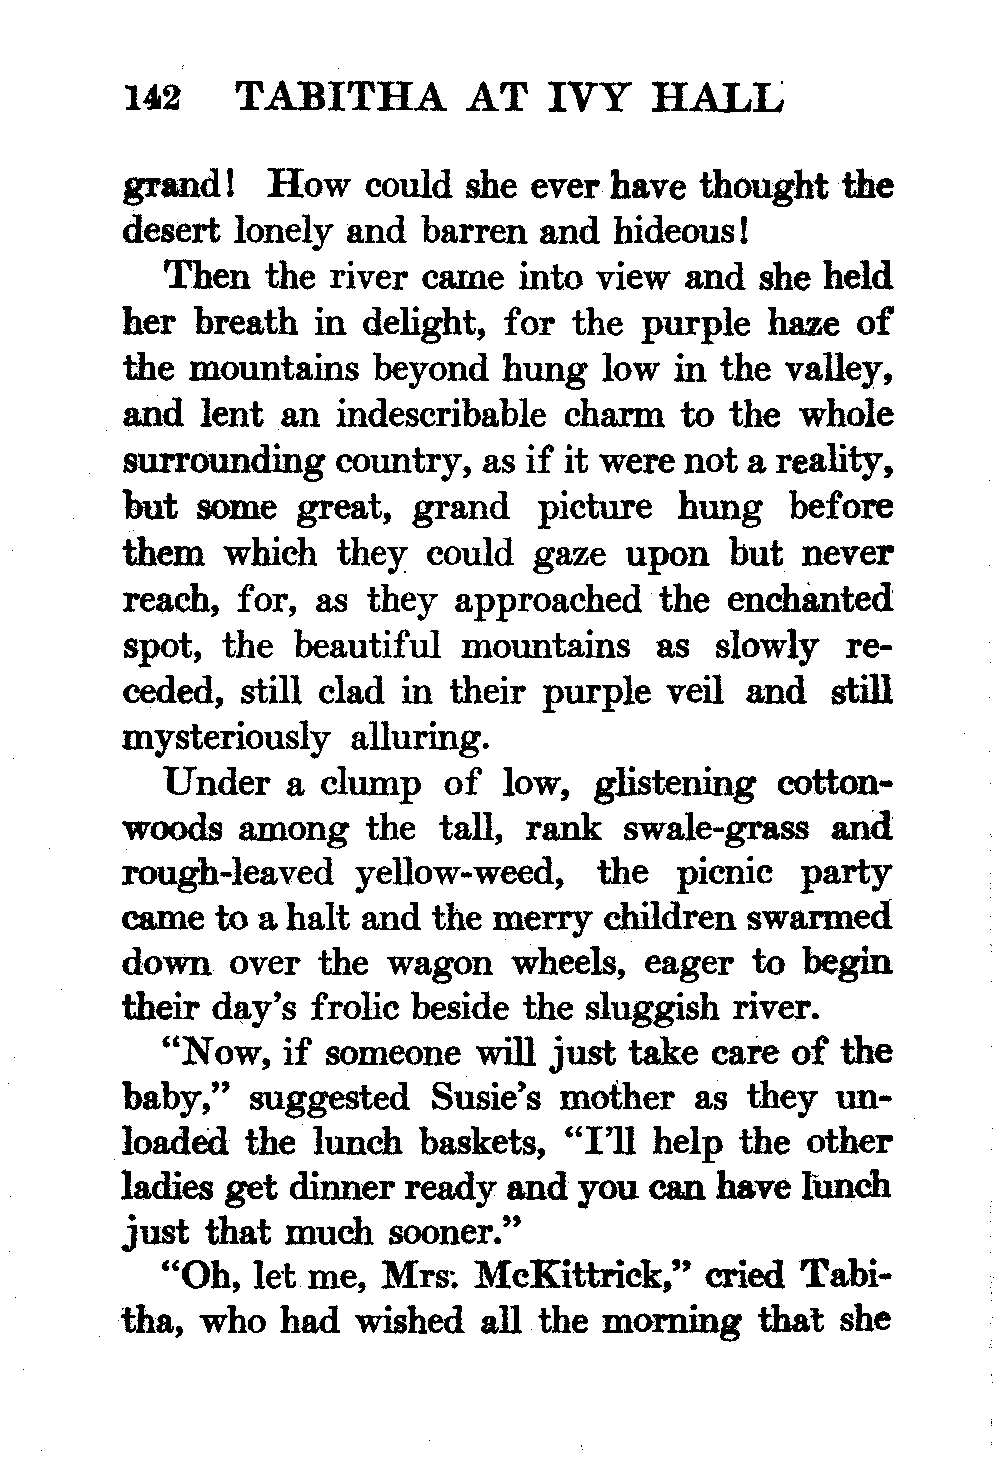 142 TABITHA AT IVY HALL
grand! How could she ever have thought the
desert lonely and barren and hideous!
Then the river came into view and she held
her breath in delight, for the purple haze of
the mountains beyond hung low in the valley,
and lent an indescribable charm to the whole
surrounding country, as if it were not a reality,
but some great, grand picture hung before
them which they could gaze upon but never
reach, for, as they approached the enchanted
spot, the beautiful mountains as slowly re-
ceded, still clad in their purple veil and still
mysteriously alluring.
Under a clump of low, glistening cotton-
woods among the tall, rank swale-grass and
rough-leaved yellow-weed, the picnic party
came to a halt and the merry children swarmed
down over the wagon wheels, eager to begin
their day's frolic beside the sluggish river.
“Now, if someone will just take care of the
baby,” suggested Susie's mother as they un-
loaded the lunch baskets, “I'll help the other
ladies get dinner ready and you can have lunch
just that much sooner.”
“Oh, let me, Mrs. McKittrick,” cried Tabi-
tha, who had wished all the morning that she